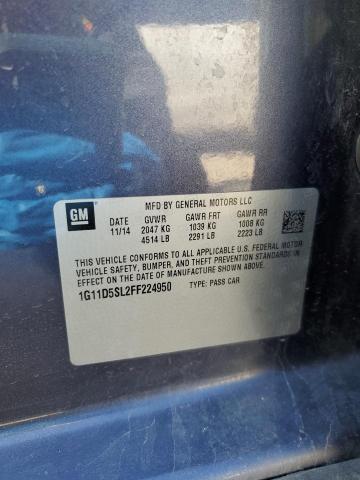 MFD BY GENERAL MOTORS LLC
GM
DATE GVWR GAWR FRT GAWR RR
11/14 2047 KG 1039 KG 1008 KG
4514 LB 2291 LB 2223 LB
THIS VEHICLE CONFORMS TO ALL APPLICABLE U.S. FEDERAL MOTOR
VEHICLE SAFETY, BUMPER, AND THEFT PREVENTION STANDARDS
IN EFFECT ON THE DATE OF MANUFACTURE SHOWN ABOVE.
1G11D5SL2FF224950 TYPE: PASS CAR